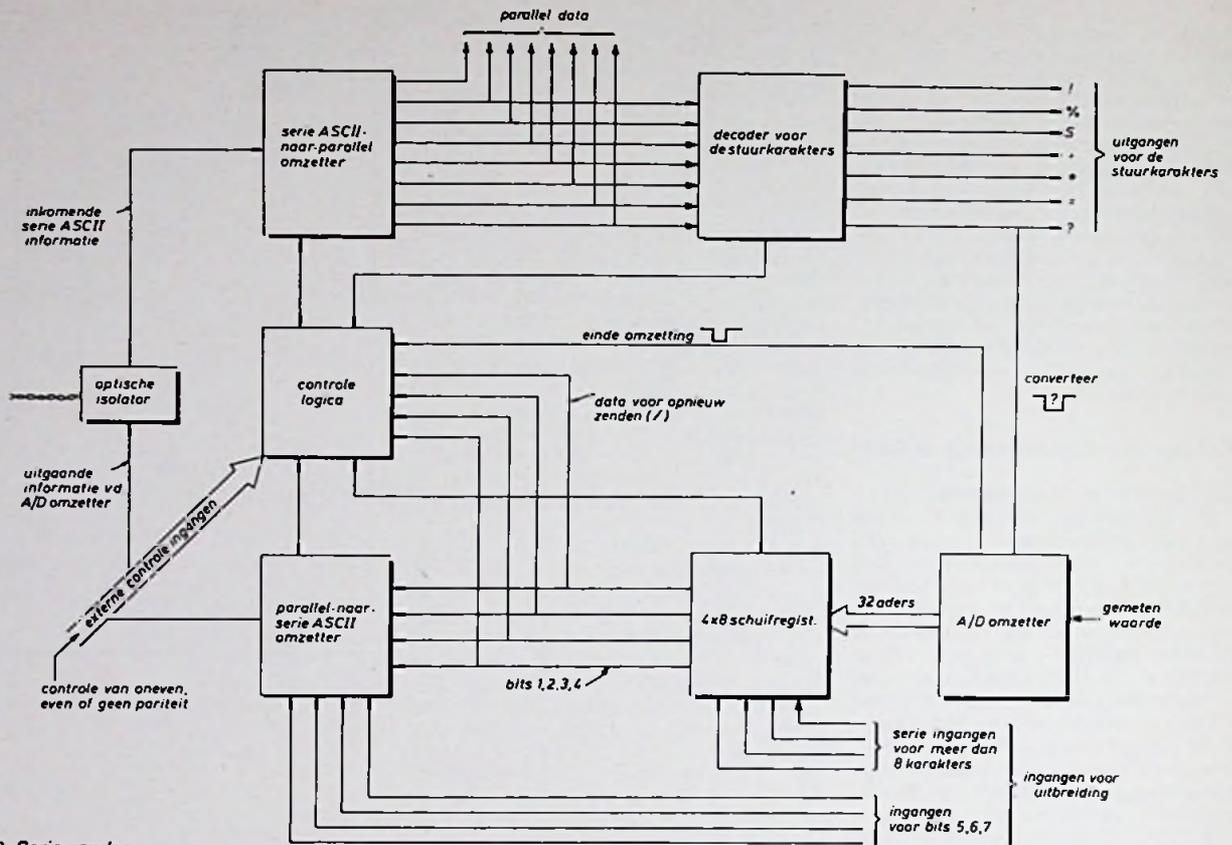 parallel data
serie ASCII-
naar-parallel
omzetter
decoder voor
de stuurkarakters
!
%
S
+
*
=
?
uitgangen
voor de
stuurkarakters
inkomende
serie ASCII
informatie
einde omzetting
optische
isolator
controle
logica
data voor opnieuw
zenden (/)
converteer
?
uitgaande
informatie vd
A/D omzetter
externe controle ingangen
parallel-naar-
serie ASCII
omzetter
4x8 schuifregist.
32 aders
A/D omzetter
gemeten
waarde
bits 1,2,3,4
controle van oneven,
even of geen pariteit
serie ingangen
voor meer dan
8 karakters
ingangen voor
uitbreiding
ingangen
voor bits 5,6,7